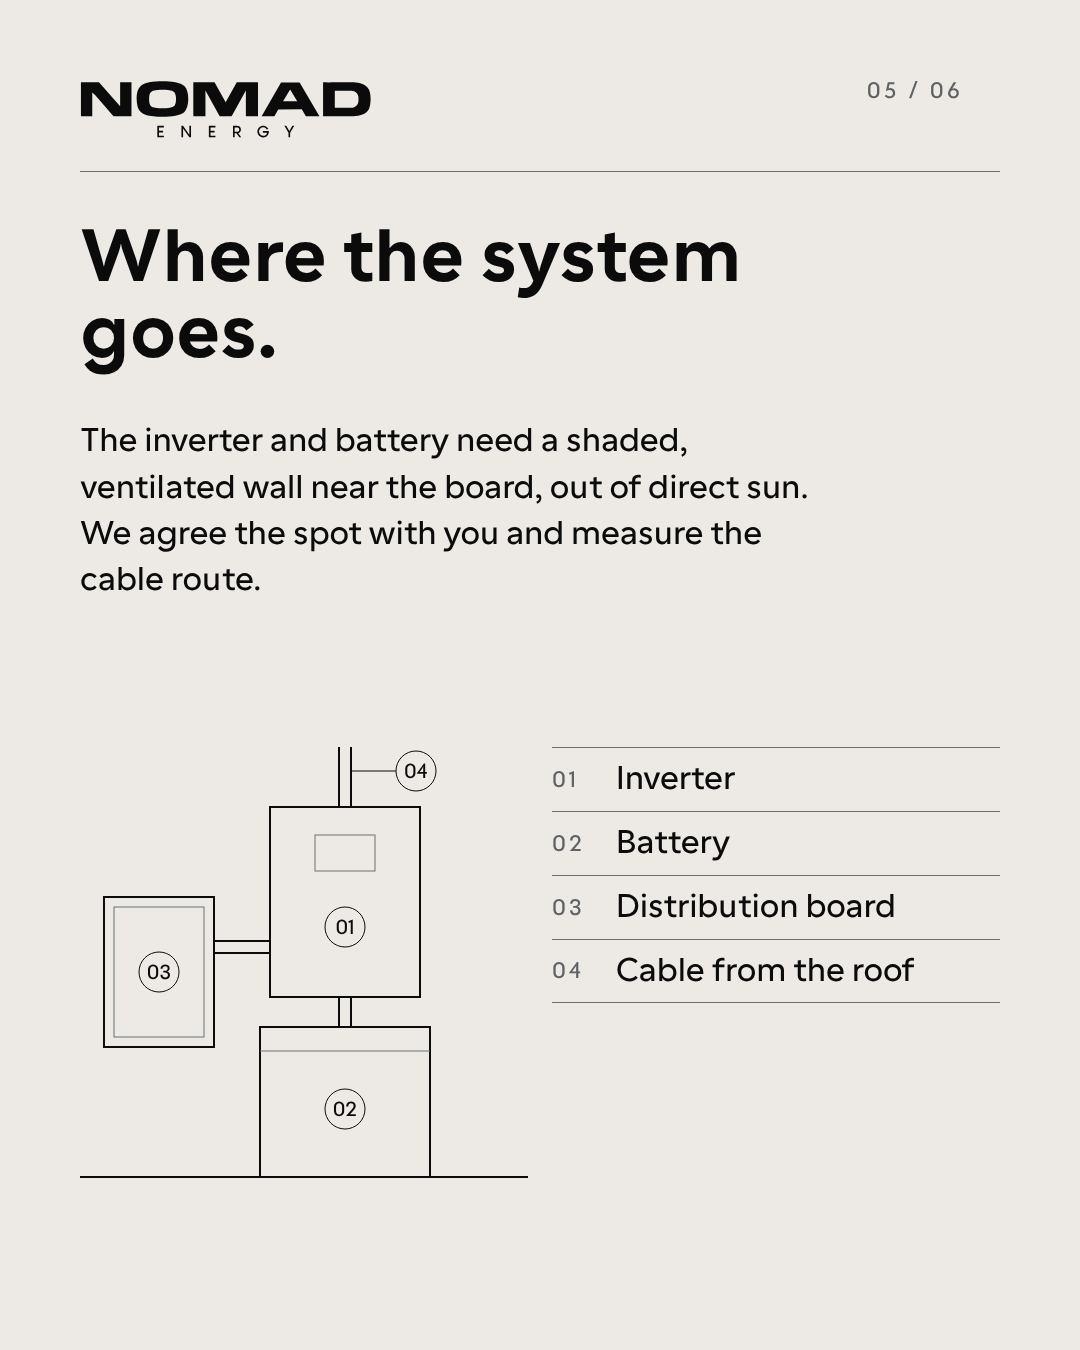 NOMAD
ENERGY
05 / 06
Where the system
goes.
The inverter and battery need a shaded,
ventilated wall near the board, out of direct sun.
We agree the spot with you and measure the
cable route.
04
01
03
02
01 Inverter
02 Battery
03 Distribution board
04 Cable from the roof